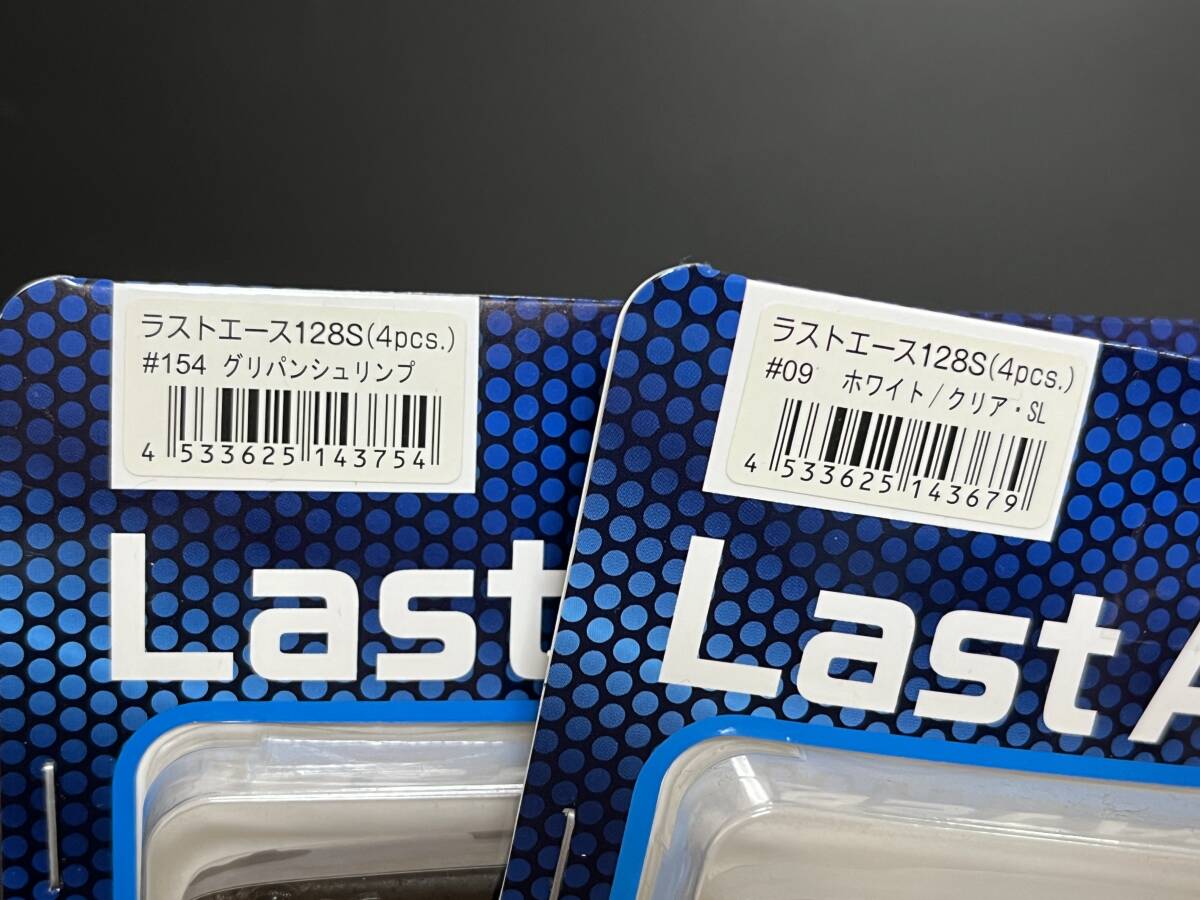 ラストエース128S(4pcs.)
#154 グリパンシュリンプ
4 533625 143754
Last
ラストエース128S(4pcs.)
#09 ホワイト/クリア・SL
4 533625 143679
Last A